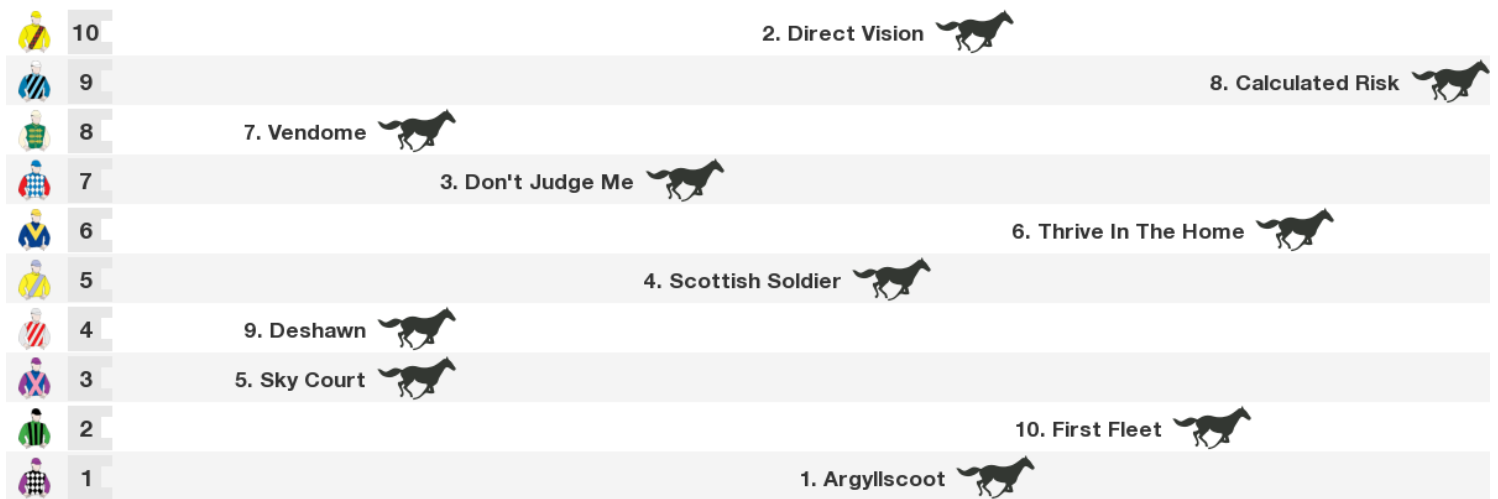 10 2. Direct Vision
9 8. Calculated Risk
8 7. Vendome
7 3. Don't Judge Me
6 6. Thrive In The Home
5 4. Scottish Soldier
4 9. Deshawn
3 5. Sky Court
2 10. First Fleet
1 1. Argyllscoot